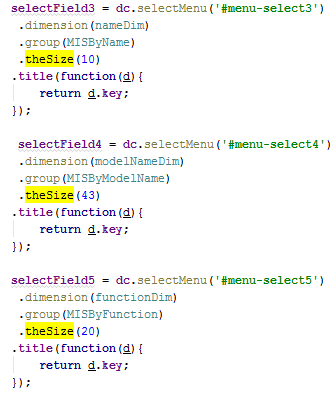 selectField3 = dc.selectMenu('#menu-select3')
.dimension(nameDim)
.group(MISByName)
.theSize(10)
.title(function(d){
return d.key;
});
selectField4 = dc.selectMenu('#menu-select4')
.dimension(modelNameDim)
.group(MISByModelName)
.theSize(43)
.title(function(d){
return d.key;
});
selectField5 = dc.selectMenu('#menu-select5')
.dimension(functionDim)
.group(MISByFunction)
.theSize(20)
.title(function(d){
return d.key;
});